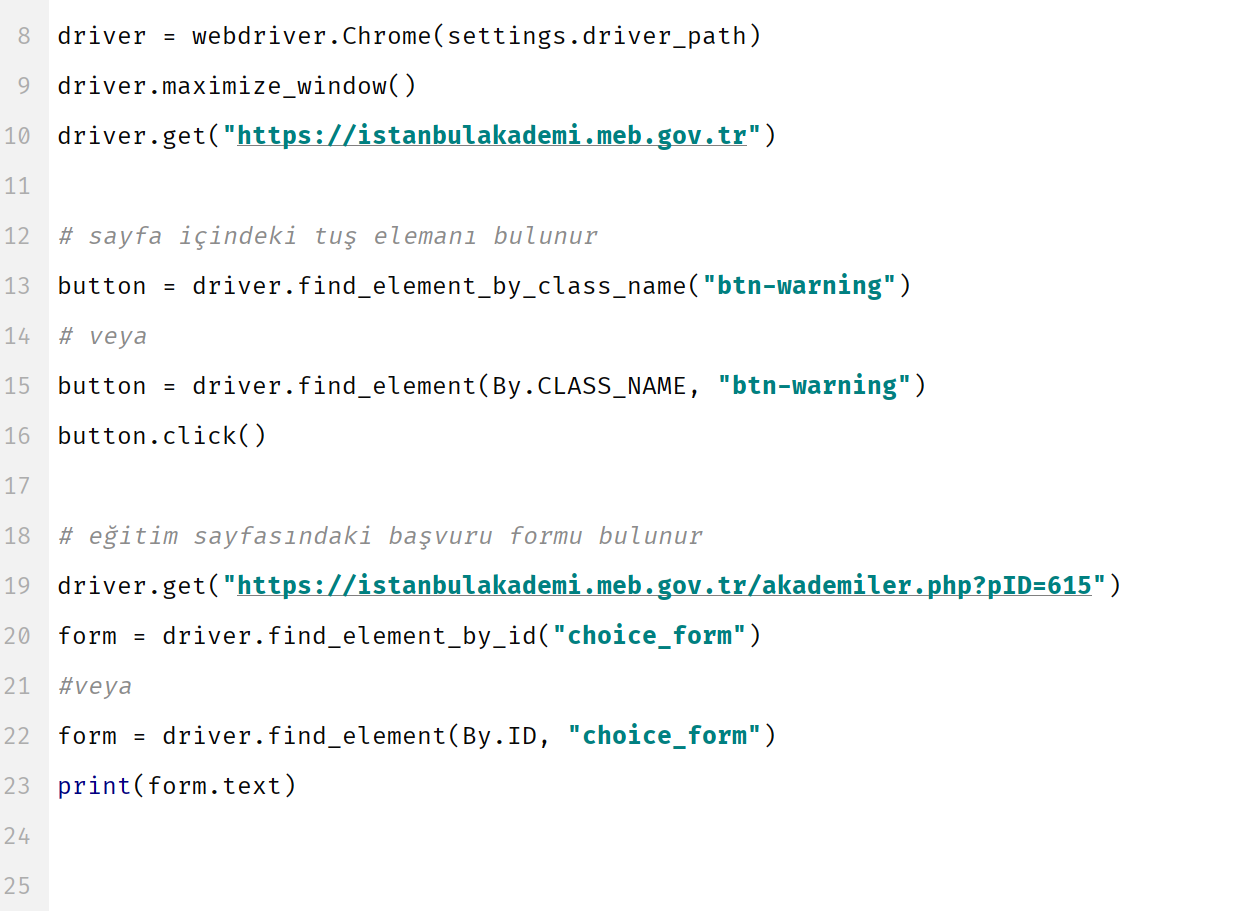 8 driver = webdriver.Chrome(settings.driver_path)
9 driver.maximize_window()
10 driver.get("https://istanbulakademi.meb.gov.tr")
11
12 # sayfa içindeki tuş elemanı bulunur
13 button = driver.find_element_by_class_name("btn-warning")
14 # veya
15 button = driver.find_element(By.CLASS_NAME, "btn-warning")
16 button.click()
17
18 # eğitim sayfasındaki başvuru formu bulunur
19 driver.get("https://istanbulakademi.meb.gov.tr/akademiler.php?pID=615")
20 form = driver.find_element_by_id("choice_form")
21 #veya
22 form = driver.find_element(By.ID, "choice_form")
23 print(form.text)
24
25